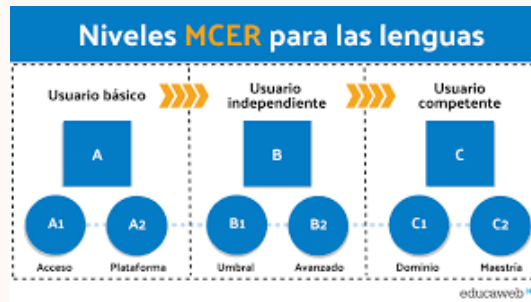 Niveles MCER para las lenguas
Usuario básico
Usuario
independiente
Usuario
competente
A
B
C
A1
A2
B1
B2
C1
C2
Acceso
Plataforma
Umbral
Avanzado
Dominio
Maestría
educaweb